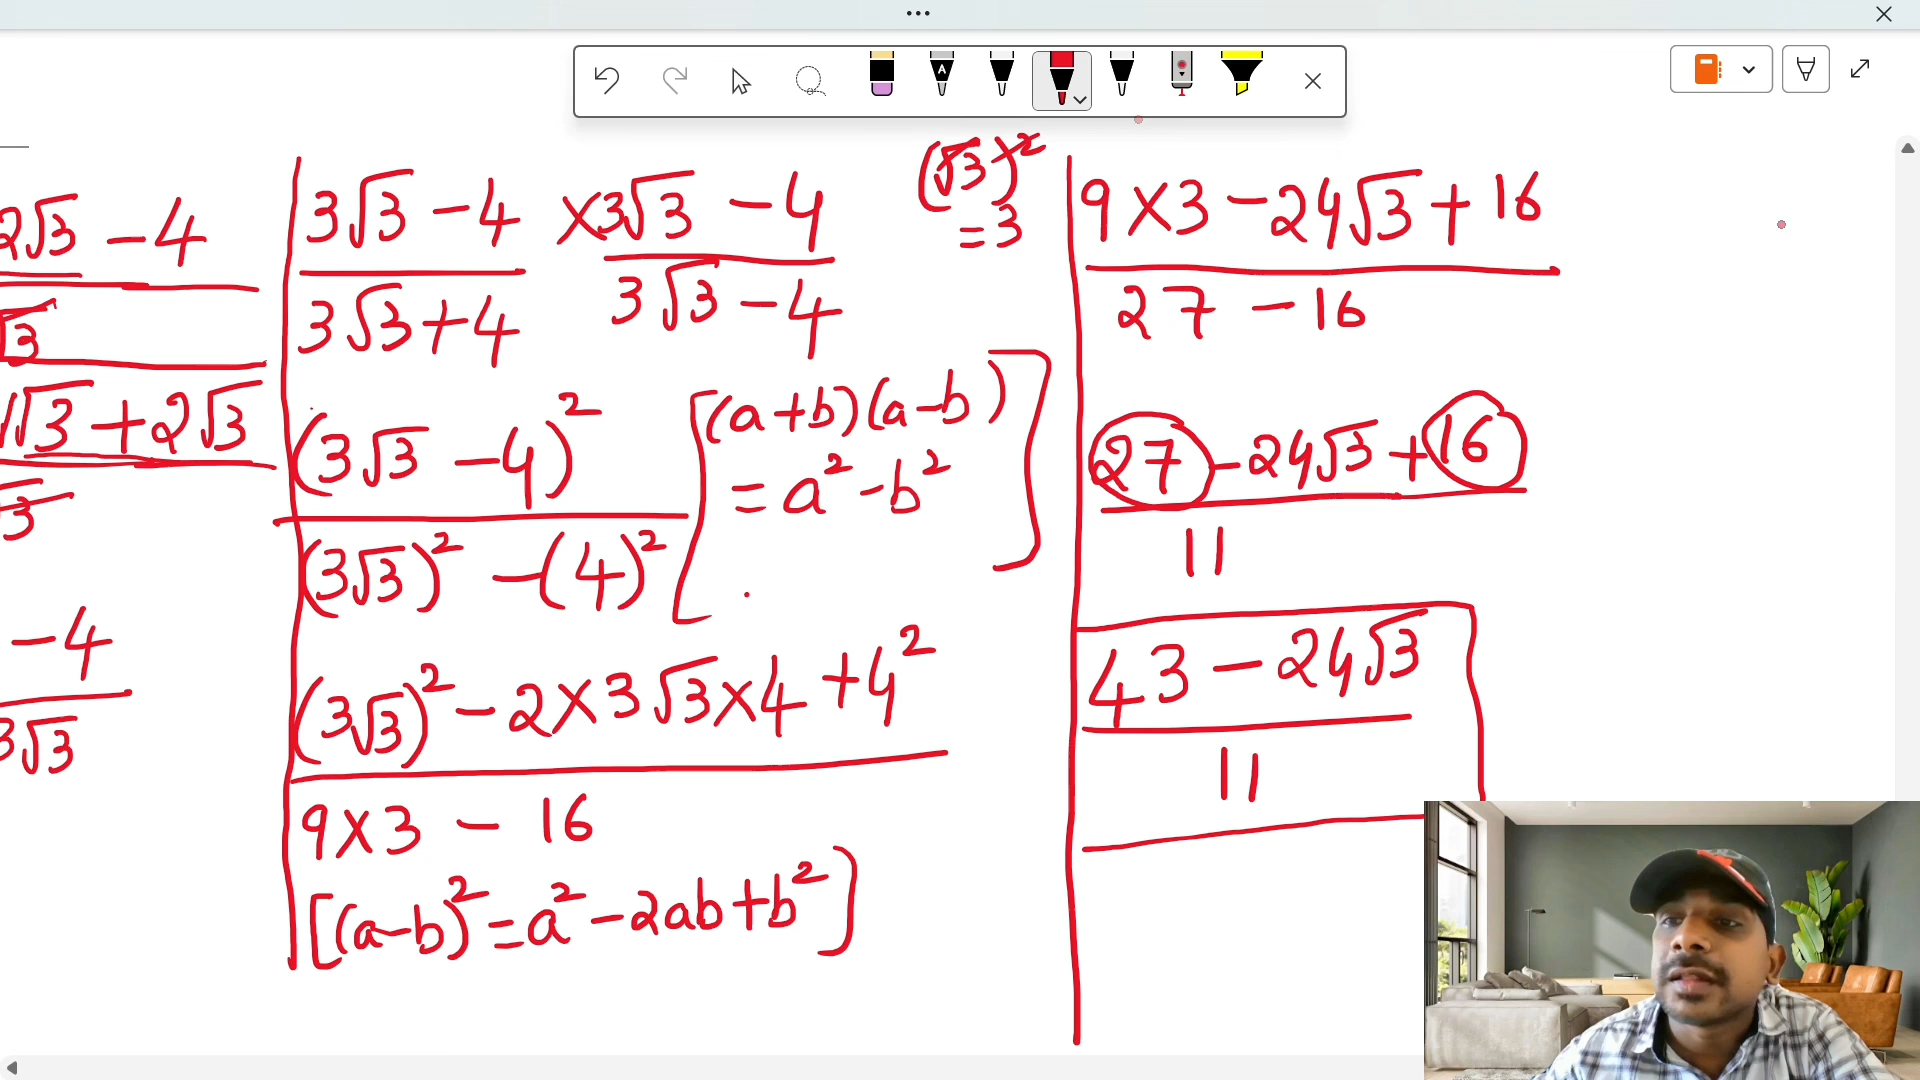 2√3 - 4
√3
√3 + 2√3
√3
- 4
3√3
3√3 - 4 × 3√3 - 4
3√3 + 4 3√3 - 4
(3√3 - 4)²
(3√3)² - (4)²
[(a+b)(a-b)
= a² - b²]
(3√3)² - 2×3√3×4 + 4²
9×3 - 16
[(a-b)² = a² - 2ab + b²]
(√3)²
= 3
9×3 - 24√3 + 16
27 - 16
27 - 24√3 + 16
11
43 - 24√3
11